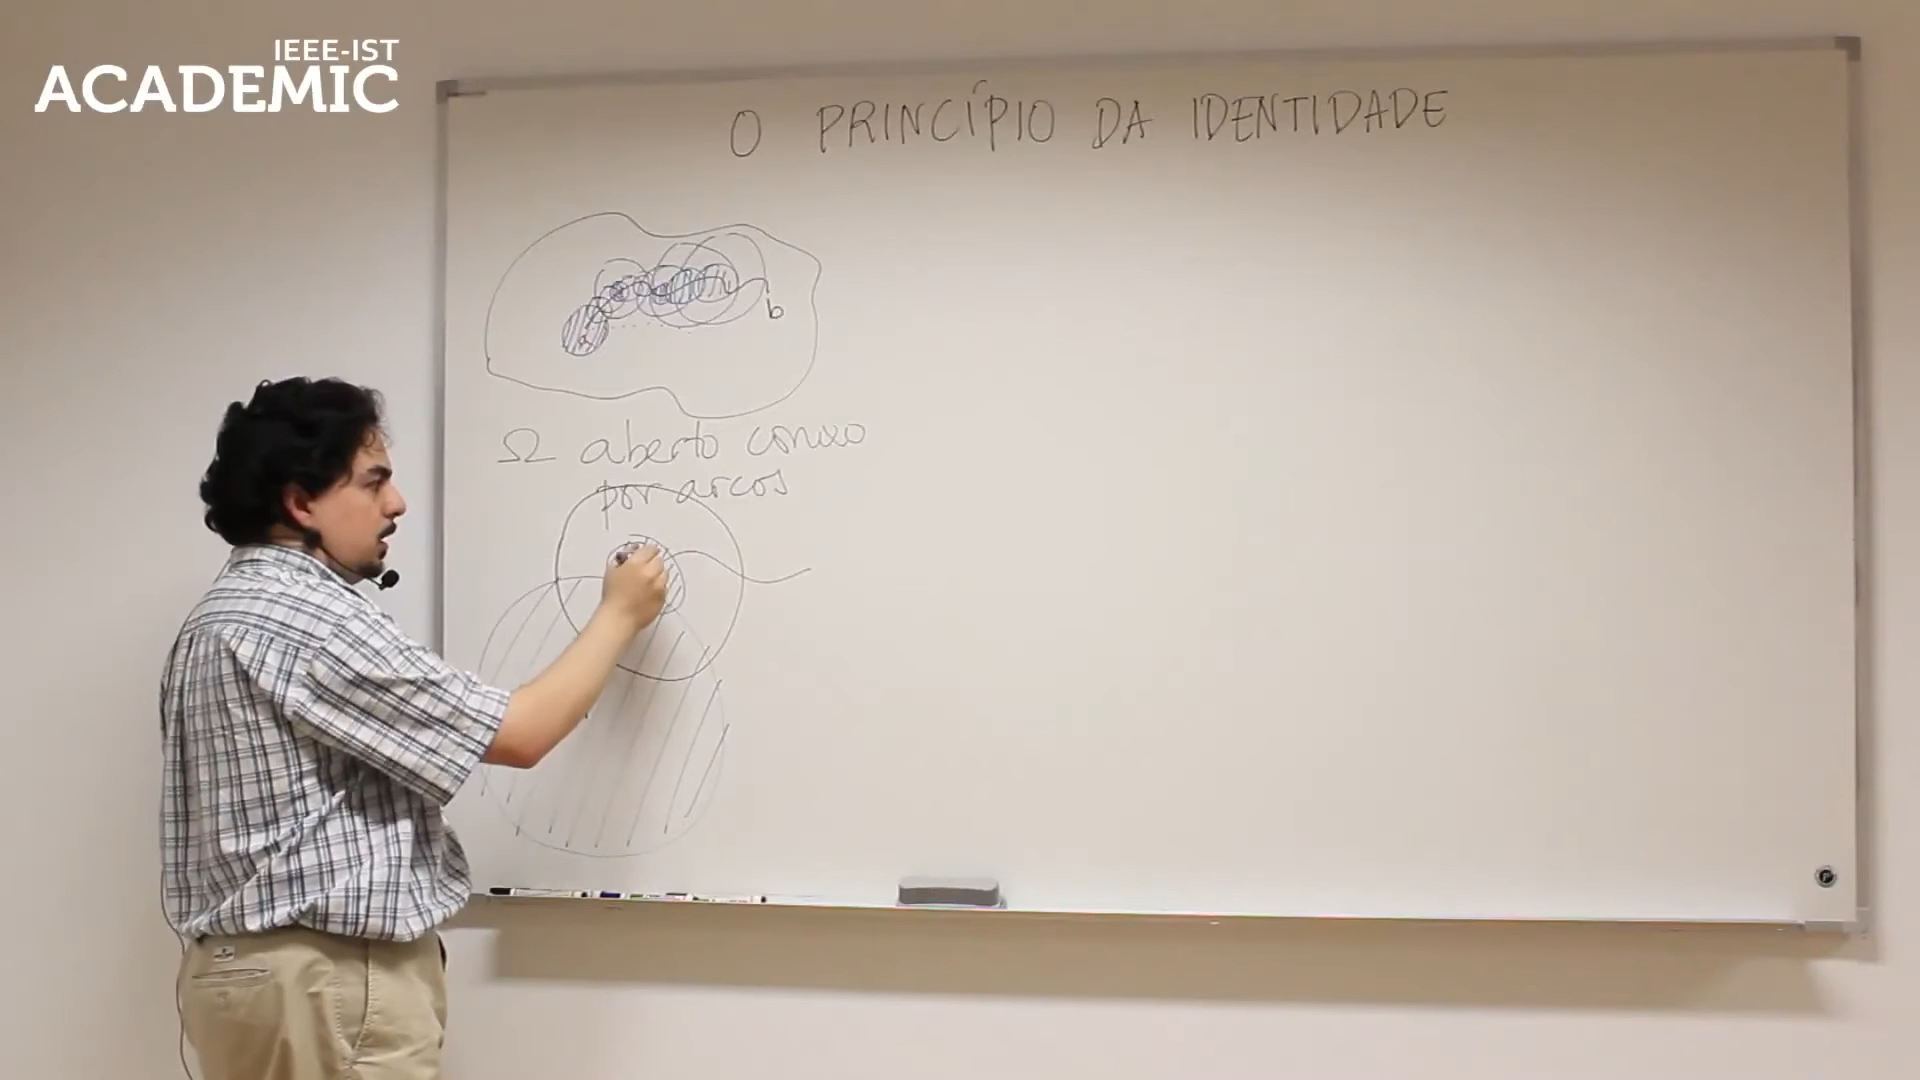 IEEE-IST
ACADEMIC
O PRINCÍPIO DA IDENTIDADE
a
b
Ω aberto conexo
por arcos